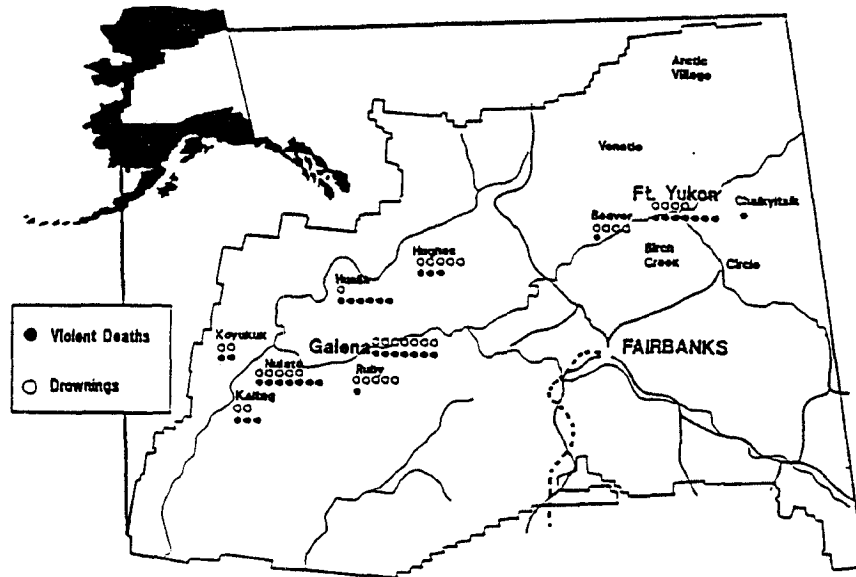 Arctic
Village
Venetie
Ft. Yukon
Chalkyitsik
Beaver
Birch
Creek
Circle
Hughes
Huslia
Violent Deaths
Drownings
Koyukuk
Galena
FAIRBANKS
Nulato
Ruby
Kaltag